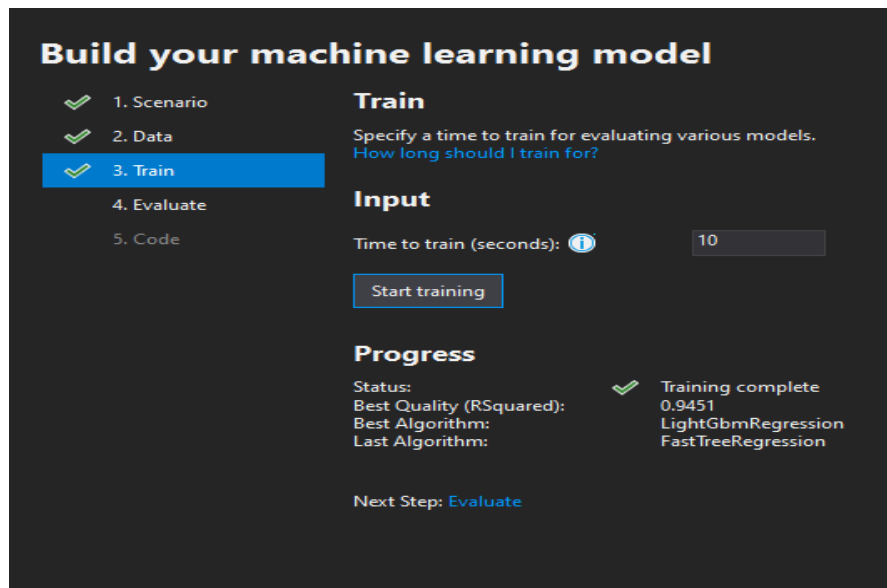 Build your machine learning model
1. Scenario
2. Data
3. Train
4. Evaluate
5. Code
Train
Specify a time to train for evaluating various models.
How long should I train for?
Input
Time to train (seconds): 10
Start training
Progress
Status: Training complete
Best Quality (RSquared): 0.9451
Best Algorithm: LightGbmRegression
Last Algorithm: FastTreeRegression
Next Step: Evaluate